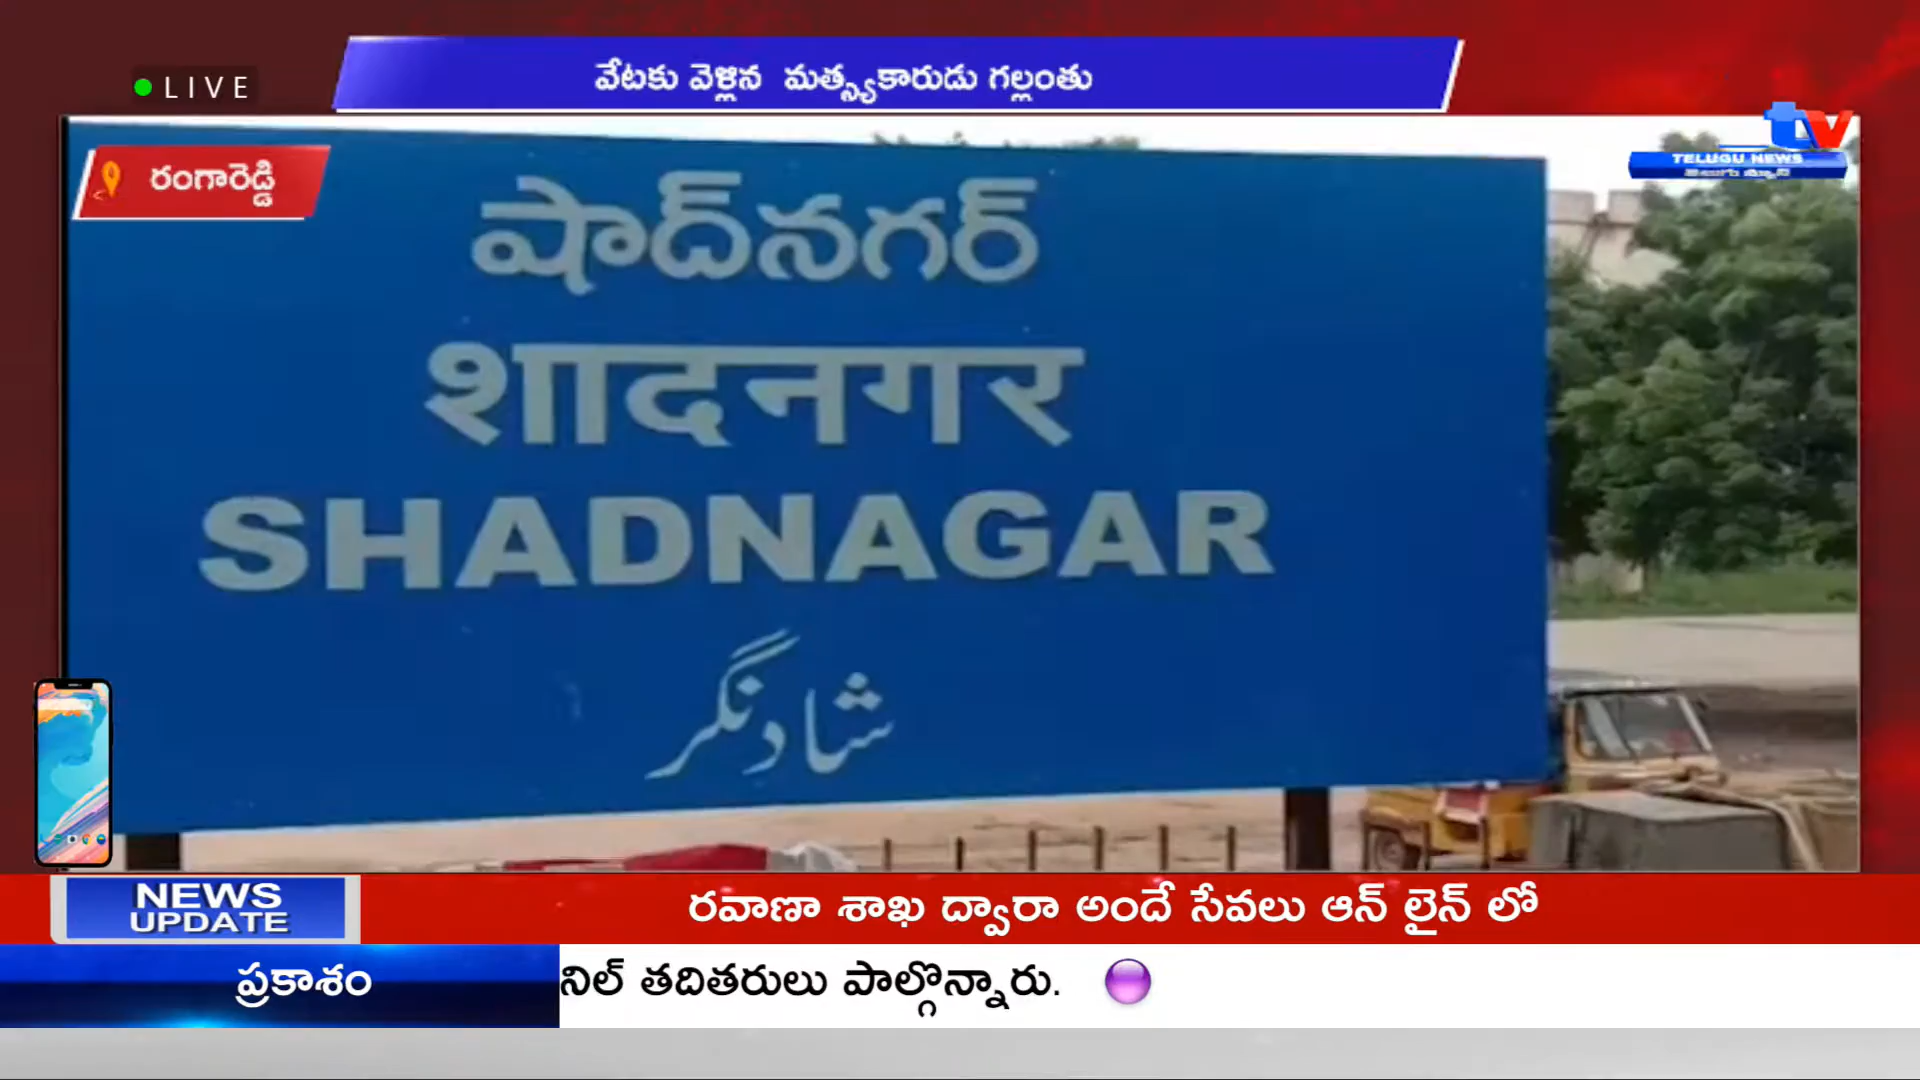 LIVE
వేటకు వెళ్లిన మత్స్యకారుడు గల్లంతు
tv
TELUGU NEWS
రంగారెడ్డి
షాద్‌నగర్
शादनगर
SHADNAGAR
شادنگر
NEWS
UPDATE
రవాణా శాఖ ద్వారా అందే సేవలు ఆన్ లైన్ లో
ప్రకాశం
నిల్ తదితరులు పాల్గొన్నారు.